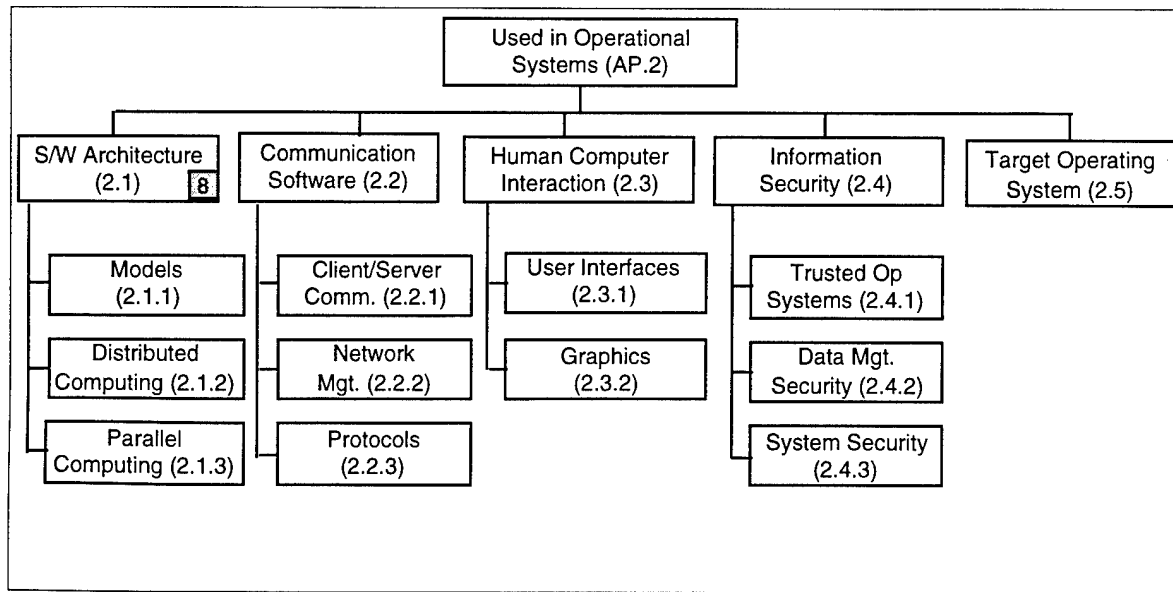 Used in Operational
Systems (AP.2)
S/W Architecture
(2.1)
8
Communication
Software (2.2)
Human Computer
Interaction (2.3)
Information
Security (2.4)
Target Operating
System (2.5)
Models
(2.1.1)
Distributed
Computing (2.1.2)
Parallel
Computing (2.1.3)
Client/Server
Comm. (2.2.1)
Network
Mgt. (2.2.2)
Protocols
(2.2.3)
User Interfaces
(2.3.1)
Graphics
(2.3.2)
Trusted Op
Systems (2.4.1)
Data Mgt.
Security (2.4.2)
System Security
(2.4.3)